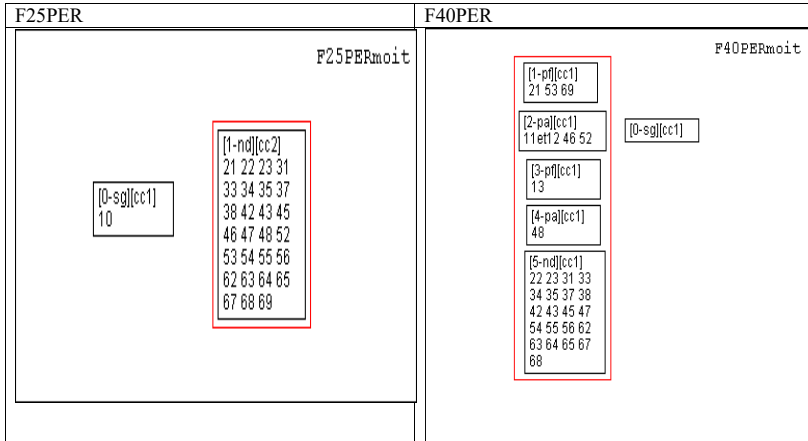 F25PER
F40PER
F25PERmoit
[0-sg][cc1]
10
[1-nd][cc2]
21 22 23 31
33 34 35 37
38 42 43 45
46 47 48 52
53 54 55 56
62 63 64 65
67 68 69
F40PERmoit
[1-pf][cc1]
21 53 69
[2-pa][cc1]
11et12 46 52
[0-sg][cc1]
[3-pf][cc1]
13
[4-pa][cc1]
48
[5-nd][cc1]
22 23 31 33
34 35 37 38
42 43 45 47
54 55 56 62
63 64 65 67
68